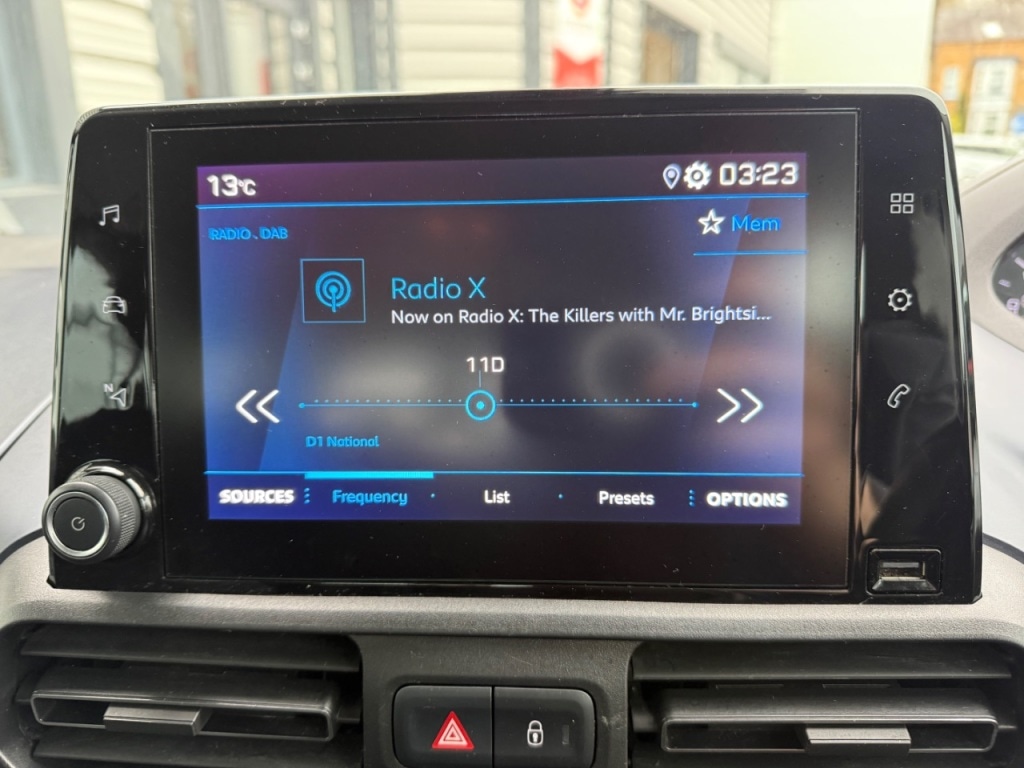 13°C
03:23
RADIO . DAB
Mem
Radio X
Now on Radio X: The Killers with Mr. Brightsi...
11D
D1 National
SOURCES Frequency List Presets OPTIONS
N